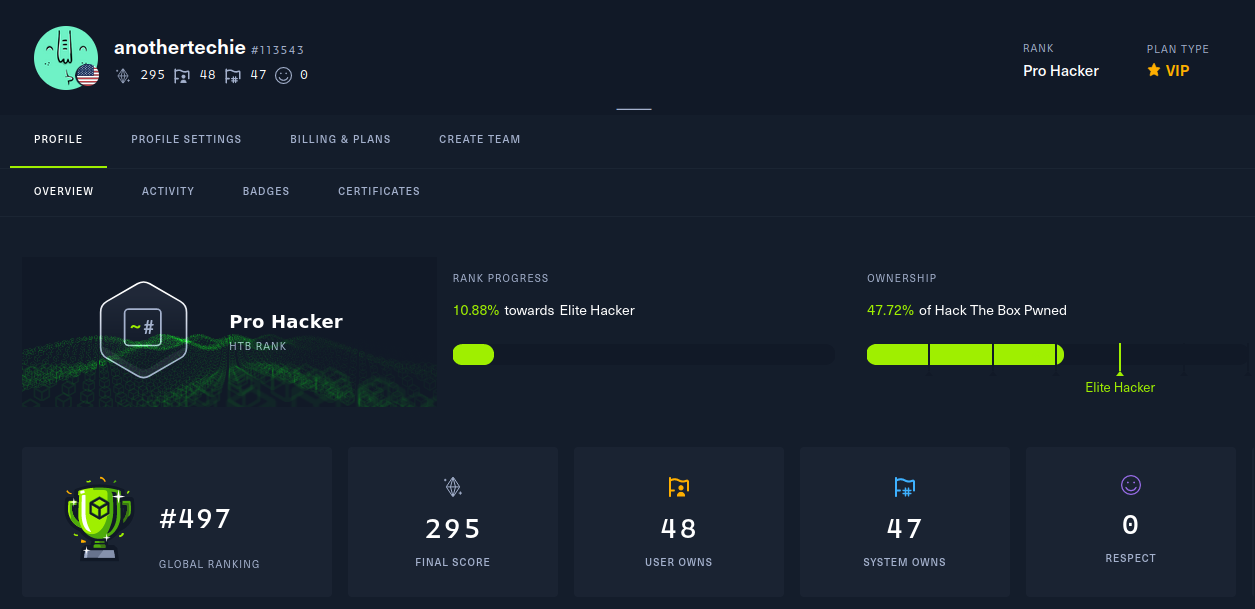 anothertechie #113543
295 48 47 0
RANK
Pro Hacker
PLAN TYPE
VIP
PROFILE PROFILE SETTINGS BILLING & PLANS CREATE TEAM
OVERVIEW ACTIVITY BADGES CERTIFICATES
~#
Pro Hacker
HTB RANK
RANK PROGRESS
10.88% towards Elite Hacker
OWNERSHIP
47.72% of Hack The Box Pwned
Elite Hacker
#497
GLOBAL RANKING
295
FINAL SCORE
48
USER OWNS
47
SYSTEM OWNS
0
RESPECT